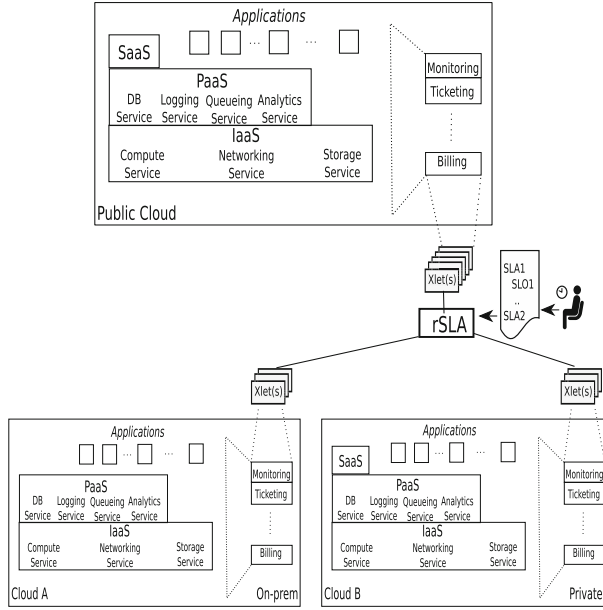 Applications
SaaS
... ...
PaaS
DB Logging Queueing Analytics
Service Service Service Service
IaaS
Compute Networking Storage
Service Service Service
Monitoring
Ticketing
Billing
Public Cloud
Xlet(s)
SLA1
SLO1
..
SLA2
rSLA
Xlet(s)
Xlet(s)
Applications
... ...
PaaS
DB Logging Queueing Analytics
Service Service Service Service
IaaS
Compute Networking Storage
Service Service Service
Monitoring
Ticketing
Billing
Cloud A
On-prem
Applications
SaaS
... ...
PaaS
DB Logging Queueing Analytics
Service Service Service Service
IaaS
Compute Networking Storage
Service Service Service
Monitoring
Ticketing
Billing
Cloud B
Private